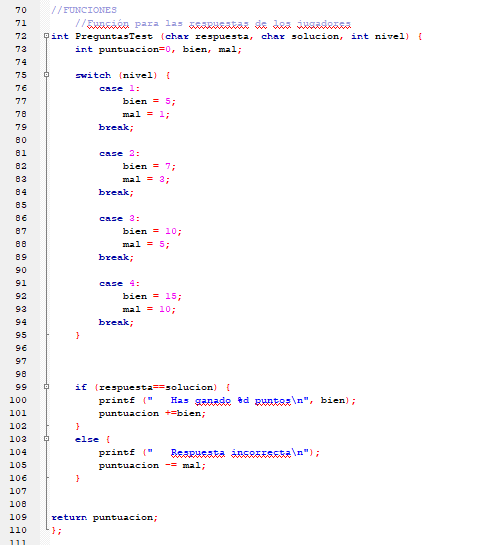 70 //FUNCIONES
71 //Función para las respuestas de los jugadores
72 int PreguntasTest (char respuesta, char solucion, int nivel) {
73 int puntuacion=0, bien, mal;
74
75 switch (nivel) {
76 case 1:
77 bien = 5;
78 mal = 1;
79 break;
80
81 case 2:
82 bien = 7;
83 mal = 3;
84 break;
85
86 case 3:
87 bien = 10;
88 mal = 5;
89 break;
90
91 case 4:
92 bien = 15;
93 mal = 10;
94 break;
95 }
96
97
98
99 if (respuesta==solucion) {
100 printf ("   Has ganado %d puntos\n", bien);
101 puntuacion +=bien;
102 }
103 else {
104 printf ("   Respuesta incorrecta\n");
105 puntuacion -= mal;
106 }
107
108
109 return puntuacion;
110 };
111